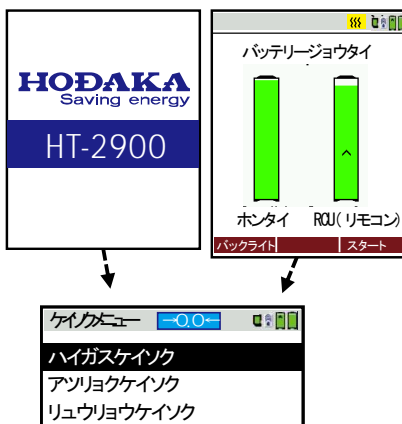 HODAKA
Saving energy
HT-2900
バッテリージョウタイ
ホンタイ RCU(リモコン)
バックライト スタート
ケイソクメニュー →0.0←
ハイガスケイソク
アツリョクケイソク
リュウリョウケイソク